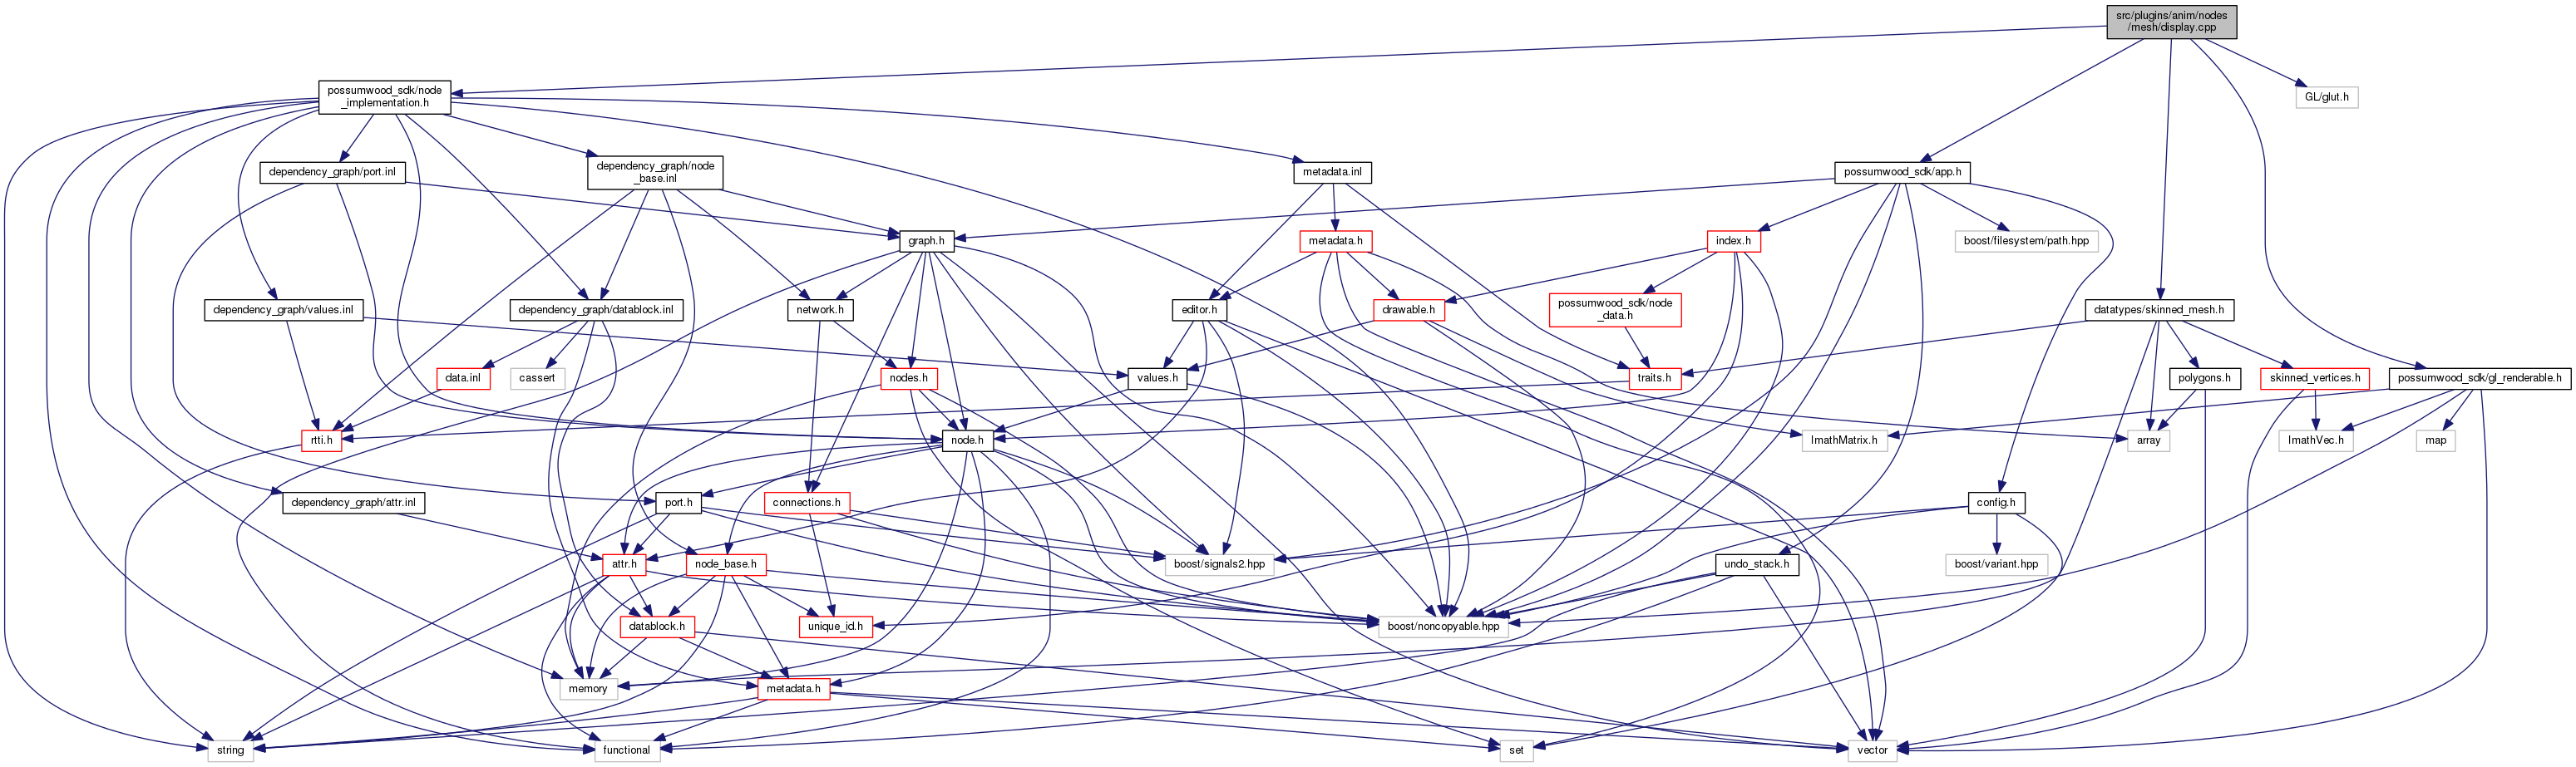 src/plugins/anim/nodes
/mesh/display.cpp
possumwood_sdk/node
_implementation.h
GL/glut.h
dependency_graph/port.inl
dependency_graph/node
_base.inl
metadata.inl
possumwood_sdk/app.h
graph.h
metadata.h
index.h
boost/filesystem/path.hpp
dependency_graph/values.inl
dependency_graph/datablock.inl
network.h
editor.h
drawable.h
possumwood_sdk/node
_data.h
datatypes/skinned_mesh.h
data.inl
cassert
nodes.h
values.h
traits.h
polygons.h
skinned_vertices.h
possumwood_sdk/gl_renderable.h
rtti.h
node.h
ImathMatrix.h
array
ImathVec.h
map
dependency_graph/attr.inl
port.h
connections.h
config.h
attr.h
node_base.h
boost/signals2.hpp
undo_stack.h
boost/variant.hpp
datablock.h
unique_id.h
boost/noncopyable.hpp
memory
metadata.h
string
functional
set
vector